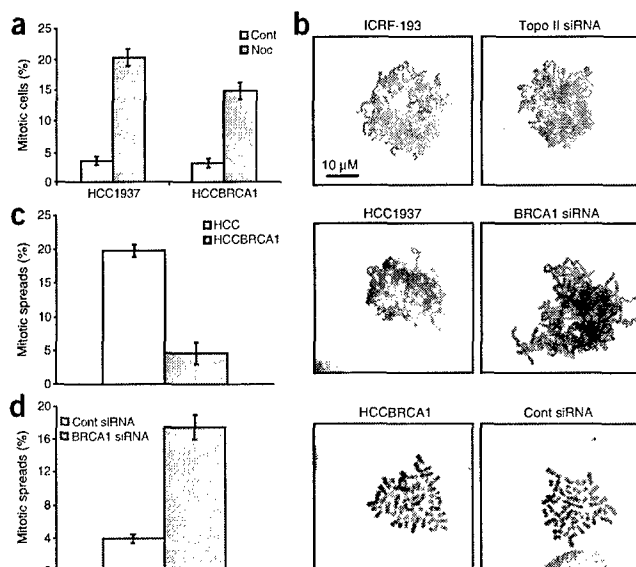 a
Mitotic cells (%)
25
20
15
10
5
0
Cont
Noc
HCC1937
HCCBRCA1
b
ICRF-193
Topo II siRNA
10 µM
HCC1937
BRCA1 siRNA
HCCBRCA1
Cont siRNA
c
Mitotic spreads (%)
25
20
15
10
5
0
HCC
HCCBRCA1
d
Mitotic spreads (%)
20
16
12
8
4
Cont siRNA
BRCA1 siRNA